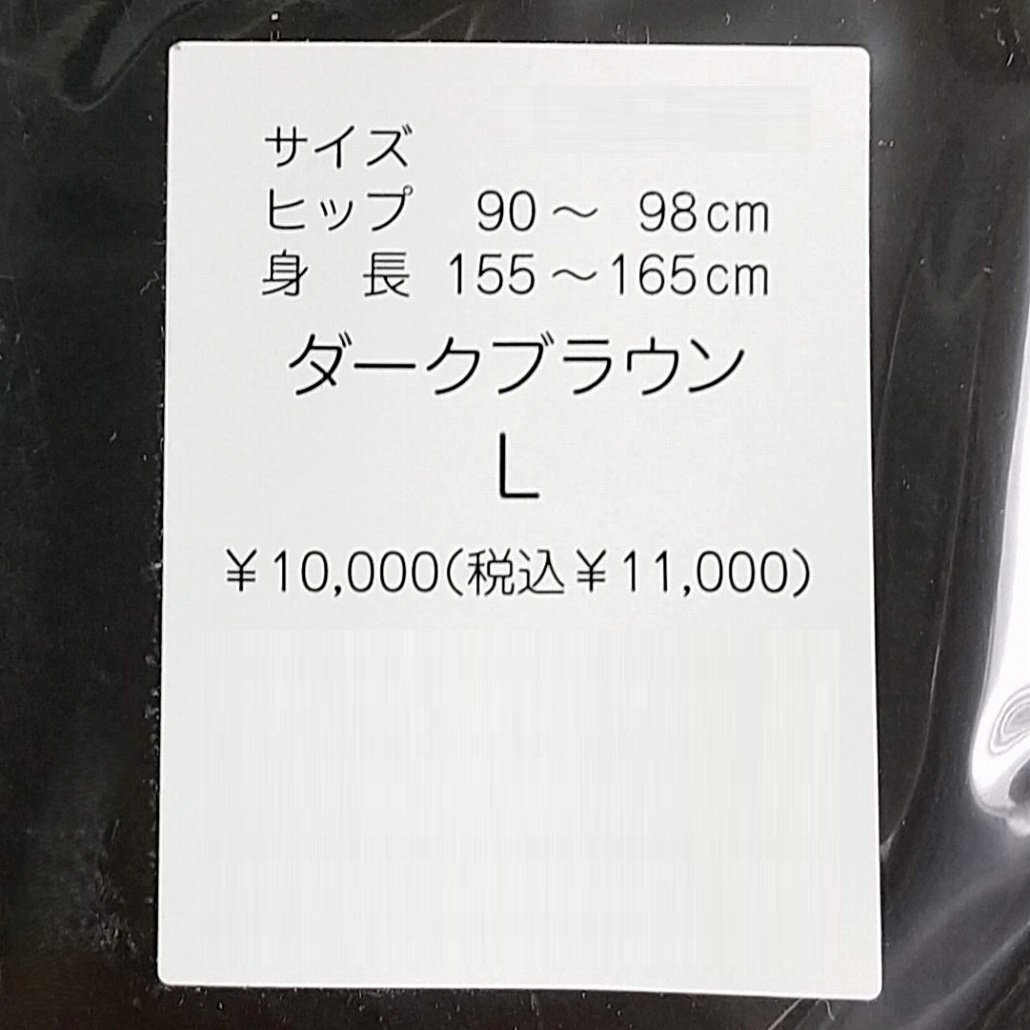 サイズ
ヒップ 90～ 98cm
身 長 155～165cm
ダークブラウン
L
¥10,000(税込¥11,000)